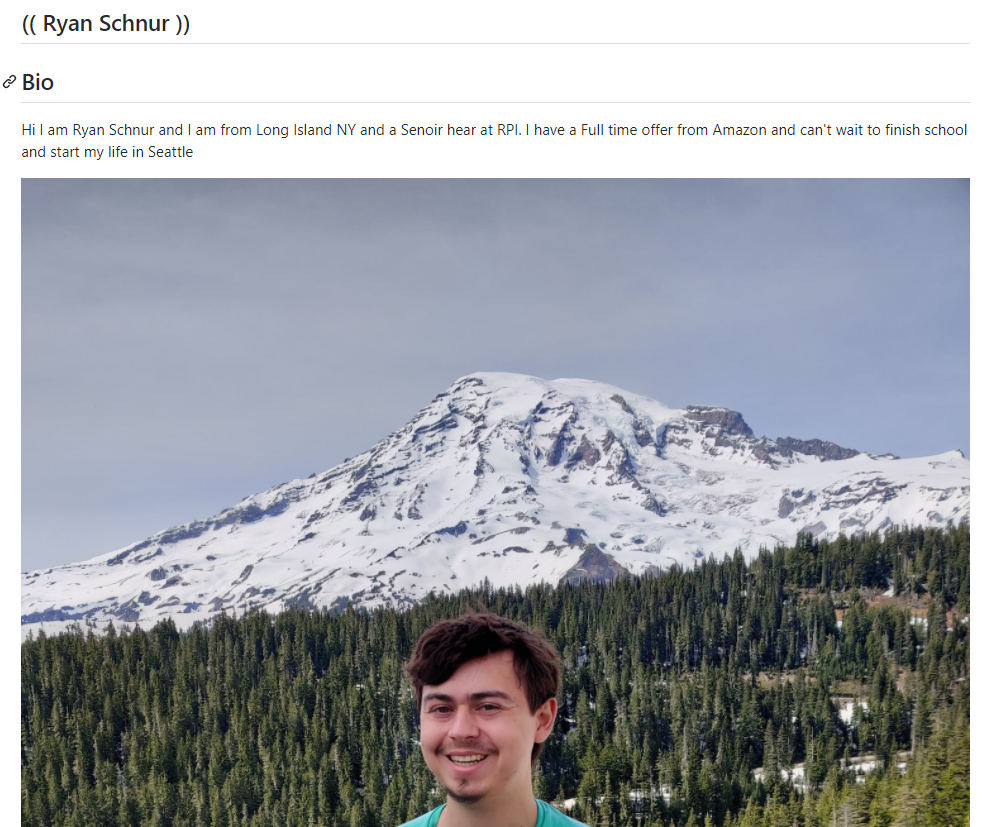 (( Ryan Schnur ))
Bio
Hi I am Ryan Schnur and I am from Long Island NY and a Senoir hear at RPI. I have a Full time offer from Amazon and can't wait to finish school
and start my life in Seattle